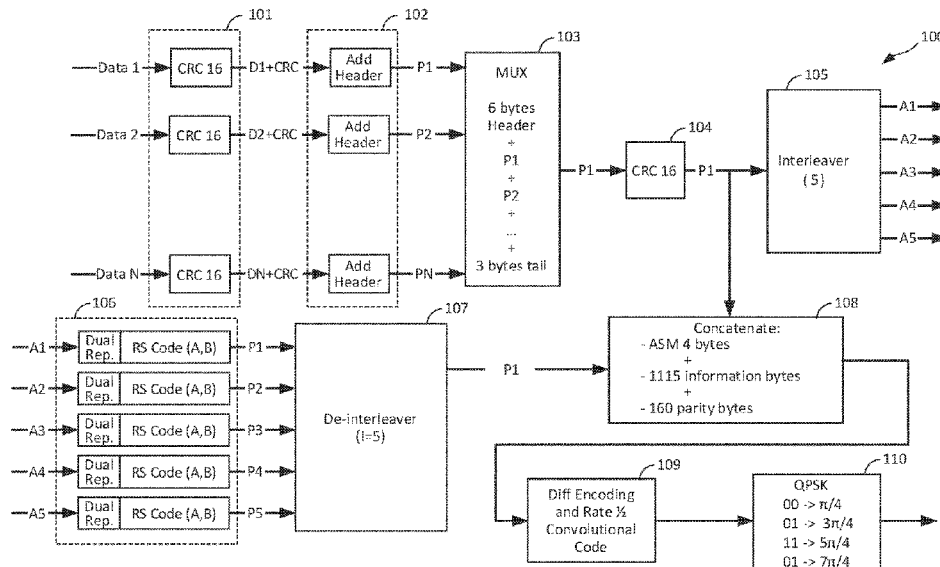 101
102
103
100
Data 1
CRC 16
D1+CRC
Add
Header
P1
MUX
105
Data 2
CRC 16
D2+CRC
Add
Header
P2
6 bytes
Header
+
P1
+
P2
+
...
+
3 bytes tail
104
P1
CRC 16
P1
Interleaver
(5)
A1
A2
A3
A4
A5
Data N
CRC 16
DN+CRC
Add
Header
PN
106
107
108
A1
Dual
Rep.
RS Code (A,B)
P1
A2
Dual
Rep.
RS Code (A,B)
P2
A3
Dual
Rep.
RS Code (A,B)
P3
A4
Dual
Rep.
RS Code (A,B)
P4
A5
Dual
Rep.
RS Code (A,B)
P5
De-interleaver
(I=5)
P1
Concatenate:
- ASM 4 bytes
+
- 1115 information bytes
+
- 160 parity bytes
109
110
Diff Encoding
and Rate ½
Convolutional
Code
QPSK
00 -> π/4
01 -> 3π/4
11 -> 5π/4
01 -> 7π/4